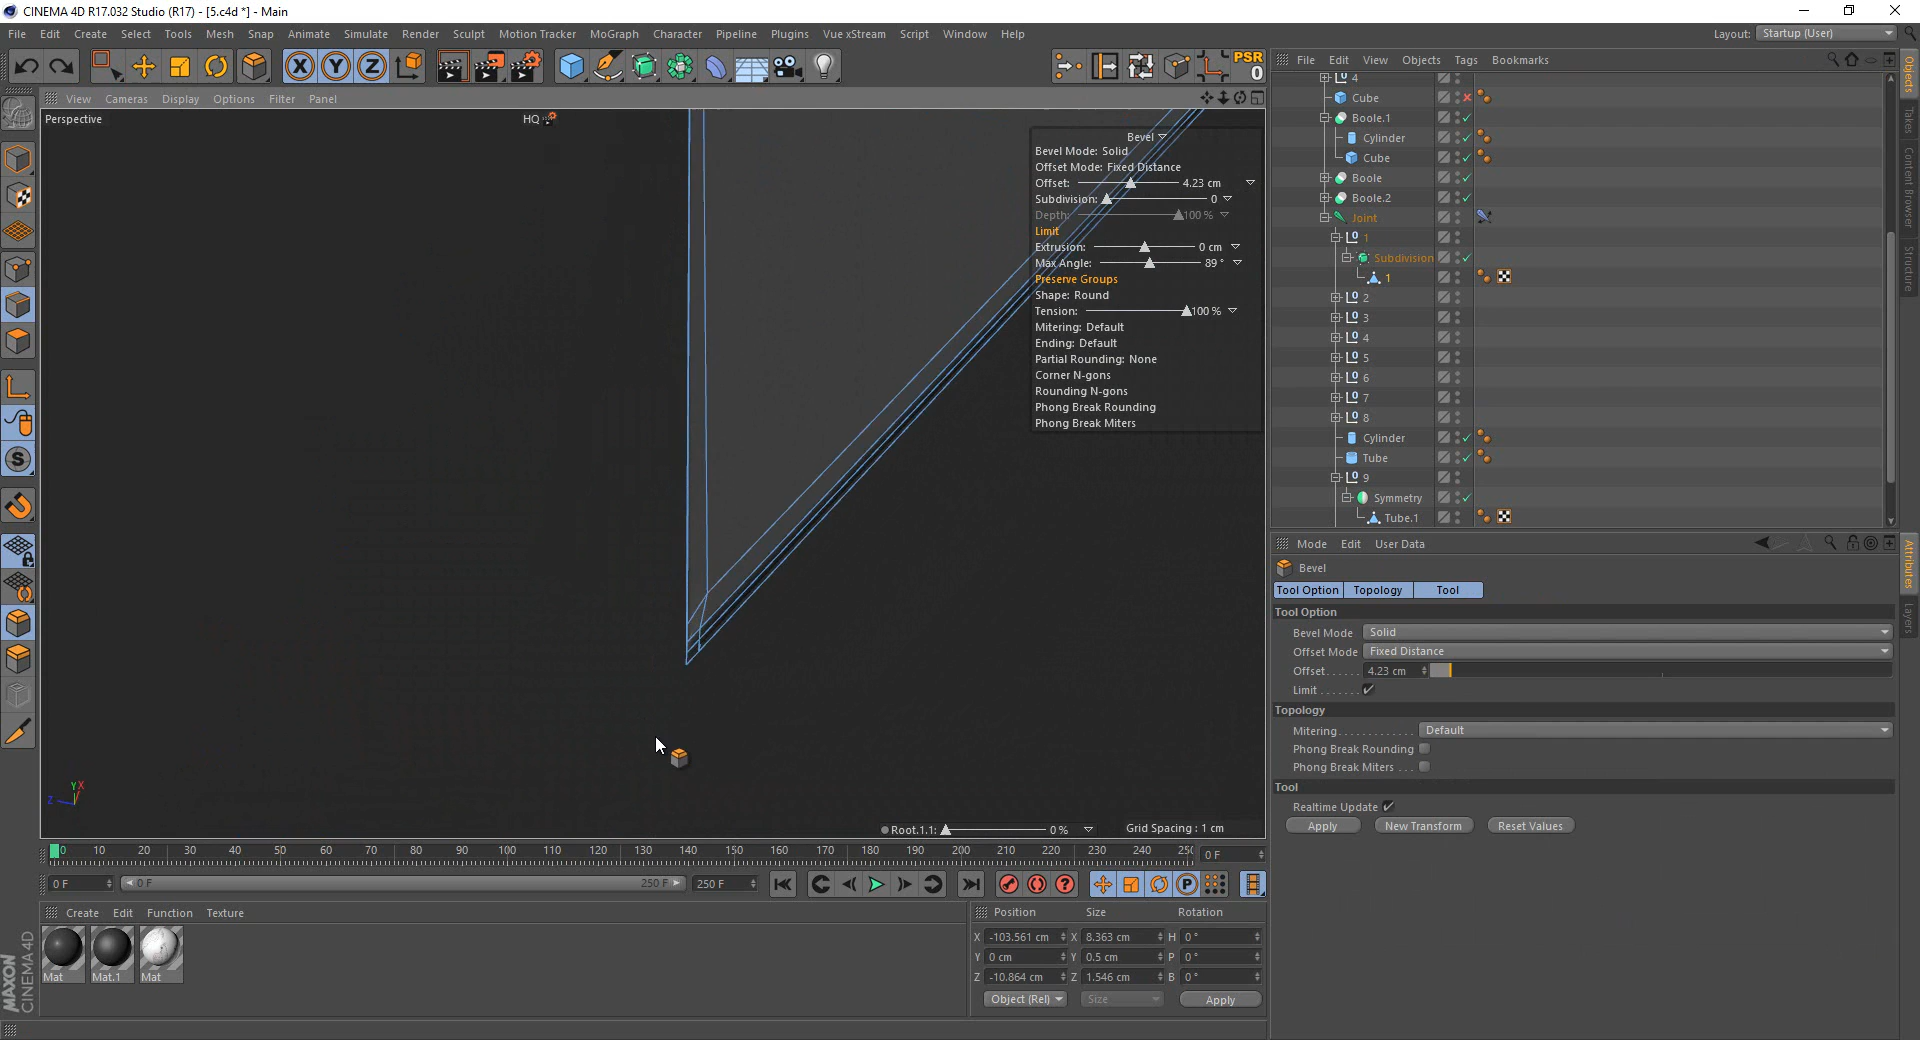 CINEMA 4D R17.032 Studio (R17) - [5.c4d *] - Main
File Edit Create Select Tools Mesh Snap Animate Simulate Render Sculpt Motion Tracker MoGraph Character Pipeline Plugins Vue xStream Script Window Help
Layout: Startup (User)
X Y Z
PSR
0
View Cameras Display Options Filter Panel
Perspective
HQ
Bevel
Bevel Mode: Solid
Offset Mode: Fixed Distance
Offset: 4.23 cm
Subdivision: 0
Depth: 100 %
Limit
Extrusion: 0 cm
Max Angle: 89 °
Preserve Groups
Shape: Round
Tension: 100 %
Mitering: Default
Ending: Default
Partial Rounding: None
Corner N-gons
Rounding N-gons
Phong Break Rounding
Phong Break Miters
Y X
Z
Root.1.1: 0 %
Grid Spacing : 1 cm
File Edit View Objects Tags Bookmarks
4
Cube
Boole.1
Cylinder
Cube
Boole
Boole.2
Joint
1
Subdivision
1
2
3
4
5
6
7
8
Cylinder
Tube
9
Symmetry
Tube.1
Objects
Takes
Content Browser
Structure
Mode Edit User Data
Bevel
Tool Option Topology Tool
Tool Option
Bevel Mode Solid
Offset Mode Fixed Distance
Offset...... 4.23 cm
Limit .......
Topology
Mitering............. Default
Phong Break Rounding
Phong Break Miters ...
Tool
Realtime Update
Apply New Transform Reset Values
Attributes
Layers
0 10 20 30 40 50 60 70 80 90 100 110 120 130 140 150 160 170 180 190 200 210 220 230 240 250
0 F
0 F 0 F 250 F 250 F
P
Create Edit Function Texture
Mat Mat.1 Mat
MAXON
CINEMA 4D
Position Size Rotation
X -103.561 cm X 8.363 cm H 0 °
Y 0 cm Y 0.5 cm P 0 °
Z -10.864 cm Z 1.546 cm B 0 °
Object (Rel) Size Apply